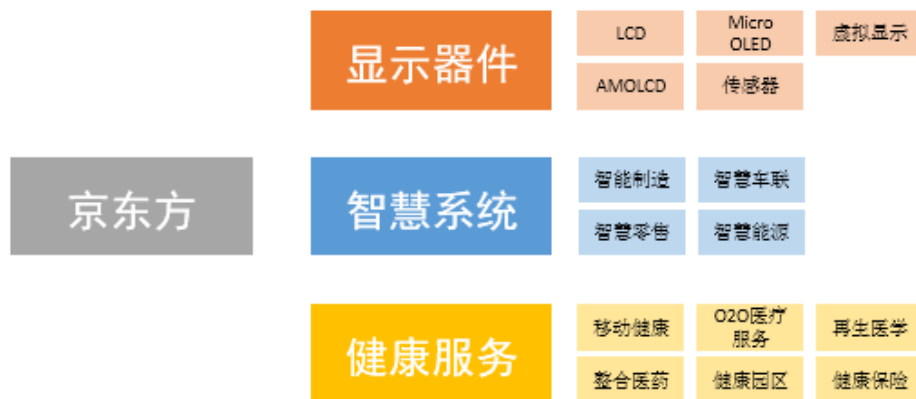 显示器件
LCD
Micro
OLED
虚拟显示
AMOLCD
传感器
京东方
智慧系统
智能制造
智慧车联
智慧零售
智慧能源
健康服务
移动健康
O2O医疗
服务
再生医学
整合医药
健康园区
健康保险